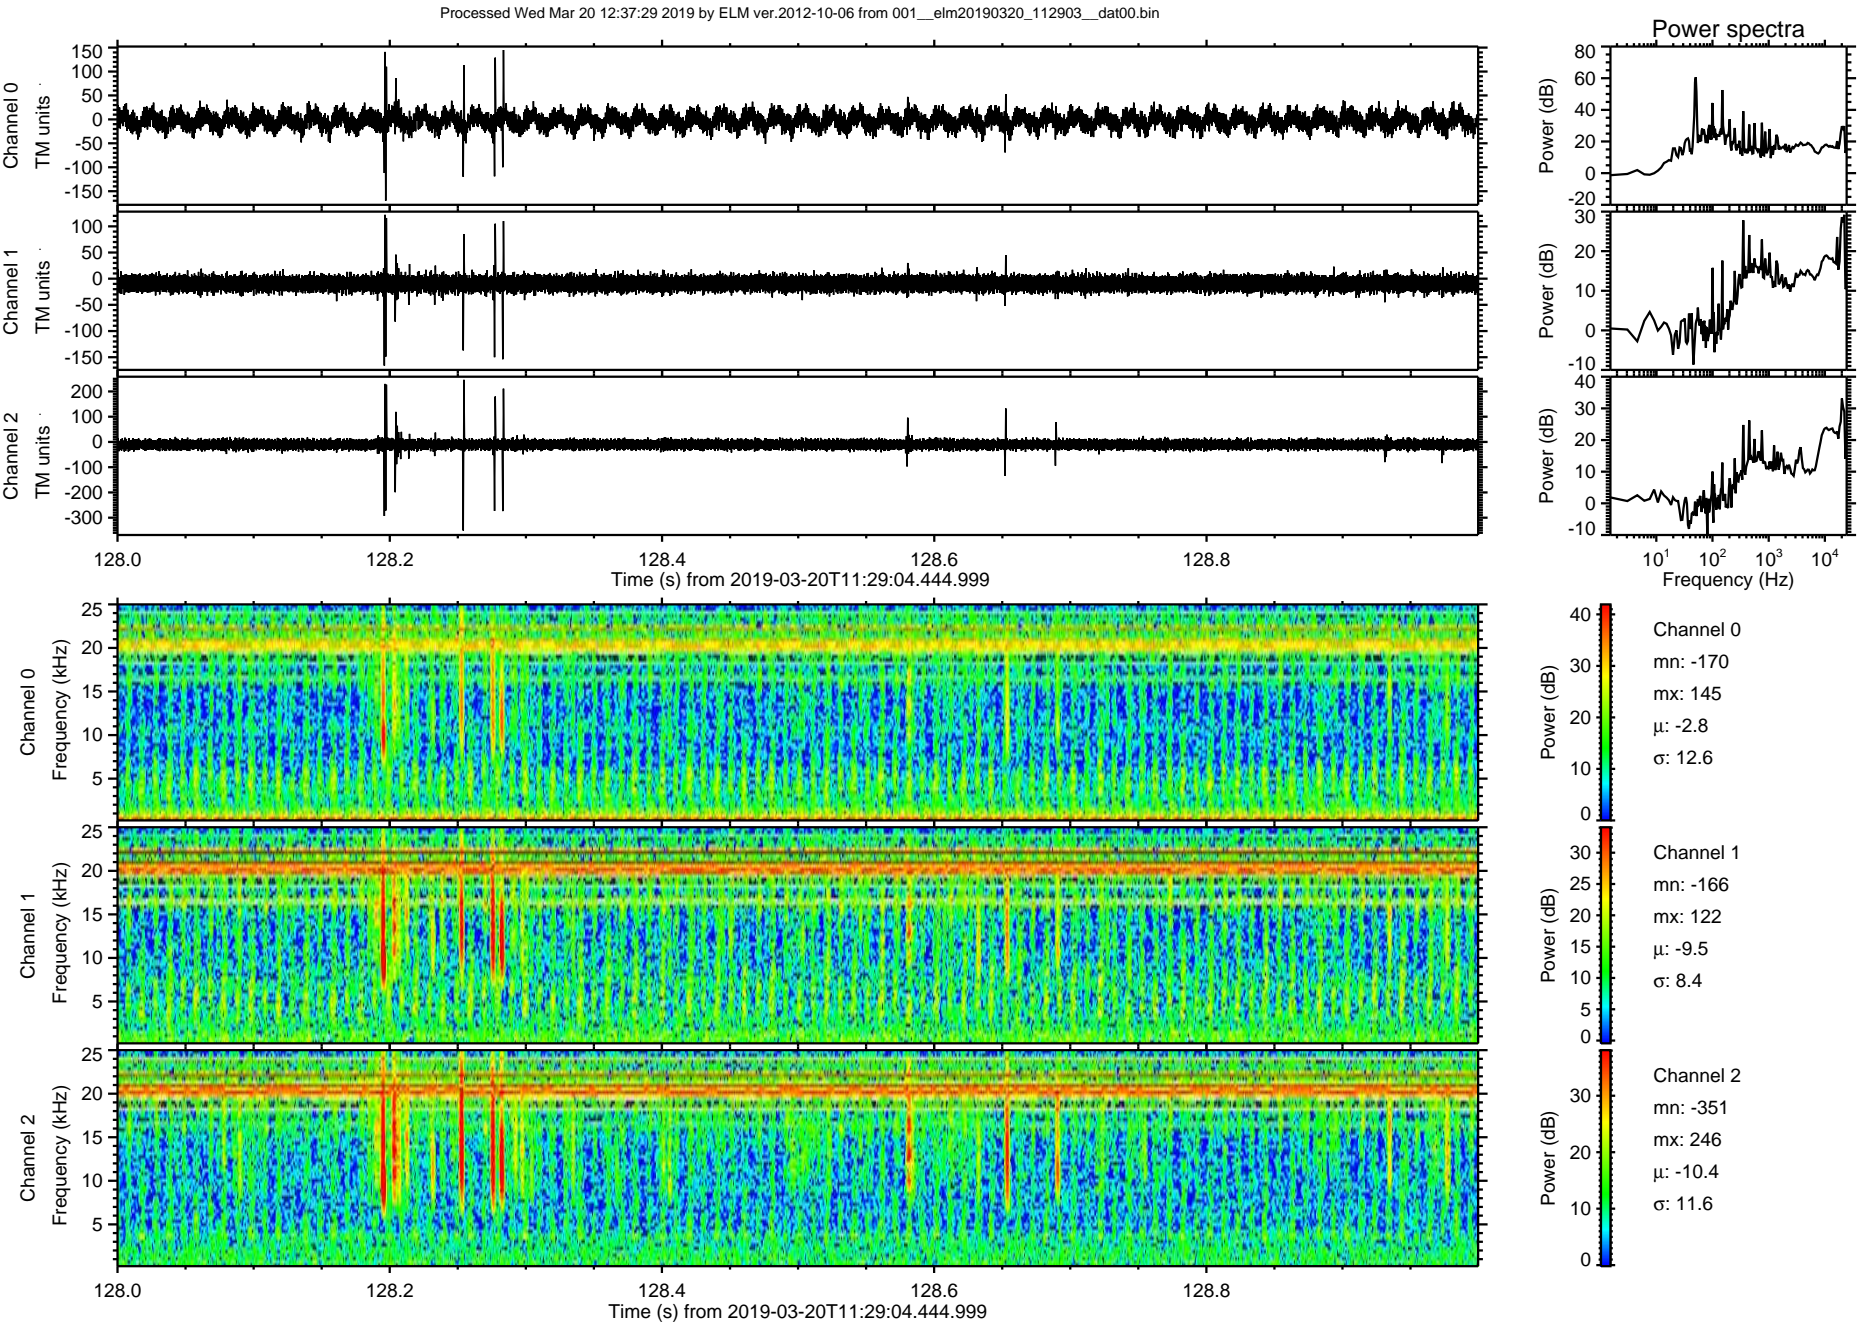 Processed Wed Mar 20 12:37:29 2019 by ELM ver.2012-10-06 from 001__elm20190320_112903__dat00.bin
Power spectra
Channel 0
TM units
150
100
50
0
-50
-100
-150
Power (dB)
80
60
40
20
0
-20
Channel 1
TM units
100
50
0
-50
-100
-150
Power (dB)
30
20
10
0
-10
Channel 2
TM units
200
100
0
-100
-200
-300
Power (dB)
40
30
20
10
0
-10
128.0 128.2 128.4 128.6 128.8
Time (s) from 2019-03-20T11:29:04.444.999
10¹ 10² 10³ 10⁴
Frequency (Hz)
Channel 0
Frequency (kHz)
25
20
15
10
5
Power (dB)
40
30
20
10
0
Channel 0
mn: -170
mx: 145
μ: -2.8
σ: 12.6
Channel 1
Frequency (kHz)
25
20
15
10
5
Power (dB)
30
25
20
15
10
5
0
Channel 1
mn: -166
mx: 122
μ: -9.5
σ: 8.4
Channel 2
Frequency (kHz)
25
20
15
10
5
Power (dB)
30
20
10
0
Channel 2
mn: -351
mx: 246
μ: -10.4
σ: 11.6
128.0 128.2 128.4 128.6 128.8
Time (s) from 2019-03-20T11:29:04.444.999